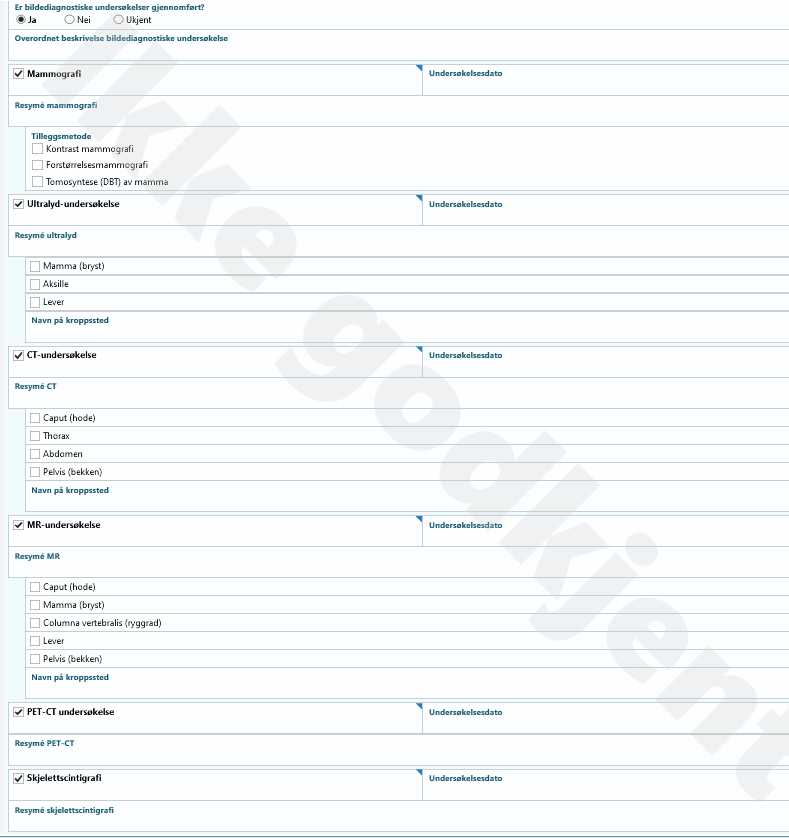 Er bildediagnostiske undersøkelser gjennomført?
Ja Nei Ukjent
Overordnet beskrivelse bildediagnostiske undersøkelse
Mammografi Undersøkelsesdato
Resymé mammografi
Tilleggsmetode
Kontrast mammografi
Forstørrelsesmammografi
Tomosyntese (DBT) av mamma
Ultralyd-undersøkelse Undersøkelsesdato
Resymé ultralyd
Mamma (bryst)
Aksille
Lever
Navn på kroppssted
CT-undersøkelse Undersøkelsesdato
Resymé CT
Caput (hode)
Thorax
Abdomen
Pelvis (bekken)
Navn på kroppssted
MR-undersøkelse Undersøkelsesdato
Resymé MR
Caput (hode)
Mamma (bryst)
Columna vertebralis (ryggrad)
Lever
Pelvis (bekken)
Navn på kroppssted
PET-CT undersøkelse Undersøkelsesdato
Resymé PET-CT
Skjelettscintigrafi Undersøkelsesdato
Resymé skjelettscintigrafi
Ikke godkjent